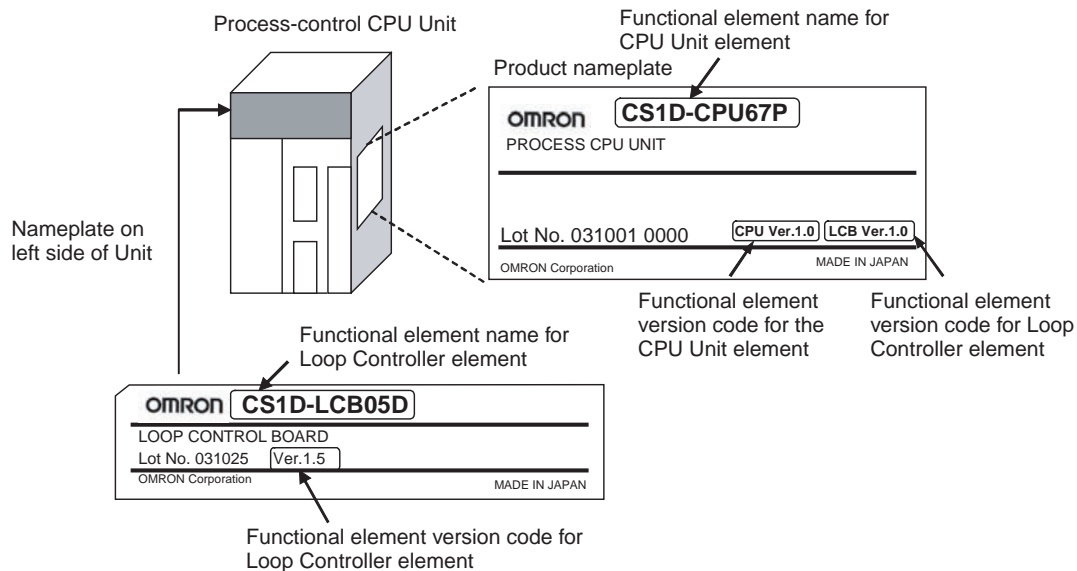 Process-control CPU Unit
Functional element name for
CPU Unit element
Product nameplate
OMRON CS1D-CPU67P
PROCESS CPU UNIT
Lot No. 031001 0000 CPU Ver.1.0 LCB Ver.1.0
OMRON Corporation MADE IN JAPAN
Nameplate on
left side of Unit
Functional element
version code for the
CPU Unit element
Functional element
version code for Loop
Controller element
Functional element name for
Loop Controller element
OMRON CS1D-LCB05D
LOOP CONTROL BOARD
Lot No. 031025 Ver.1.5
OMRON Corporation MADE IN JAPAN
Functional element version code for
Loop Controller element